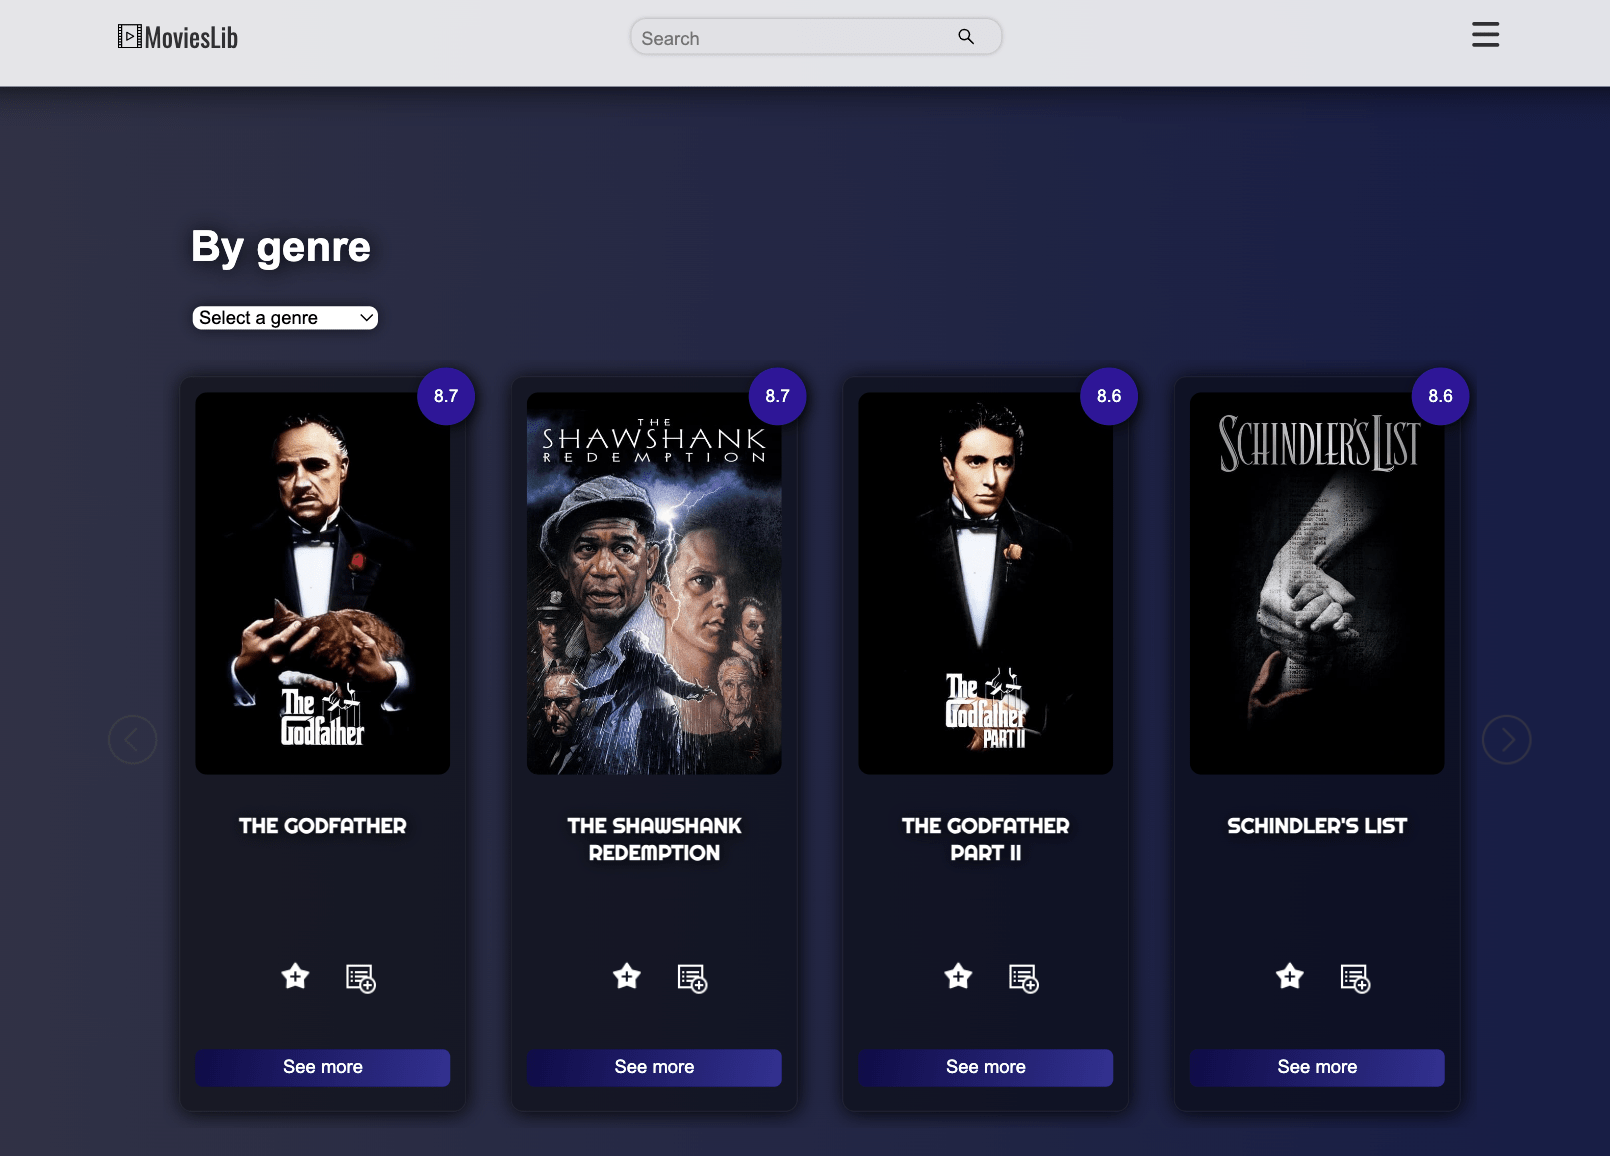 MoviesLib
Search
By genre
Select a genre
8.7
8.7
8.6
8.6
The
Godfather
THE
SHAWSHANK
REDEMPTION
The
Godfather
PART II
SCHINDLER'S LIST
THE GODFATHER
THE SHAWSHANK
REDEMPTION
THE GODFATHER
PART II
SCHINDLER'S LIST
See more
See more
See more
See more